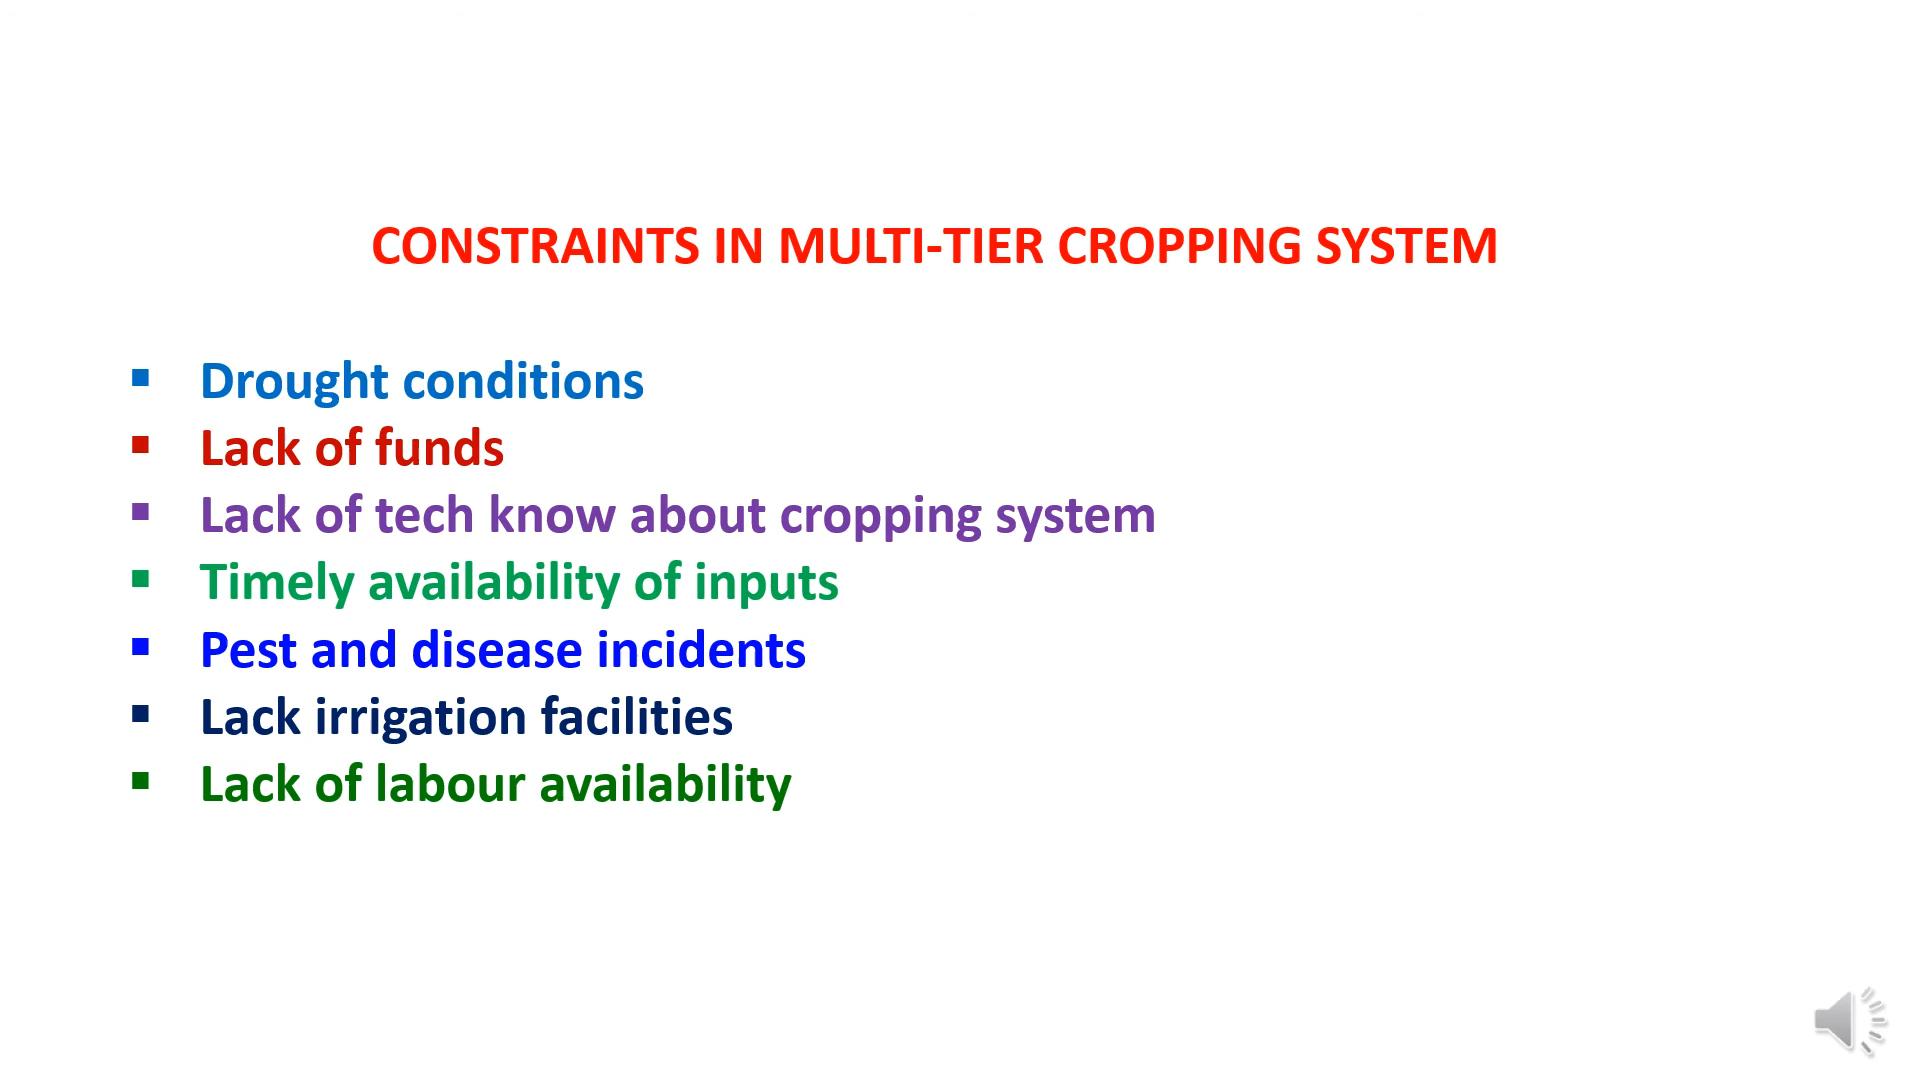 CONSTRAINTS IN MULTI-TIER CROPPING SYSTEM
▪ Drought conditions
▪ Lack of funds
▪ Lack of tech know about cropping system
▪ Timely availability of inputs
▪ Pest and disease incidents
▪ Lack irrigation facilities
▪ Lack of labour availability